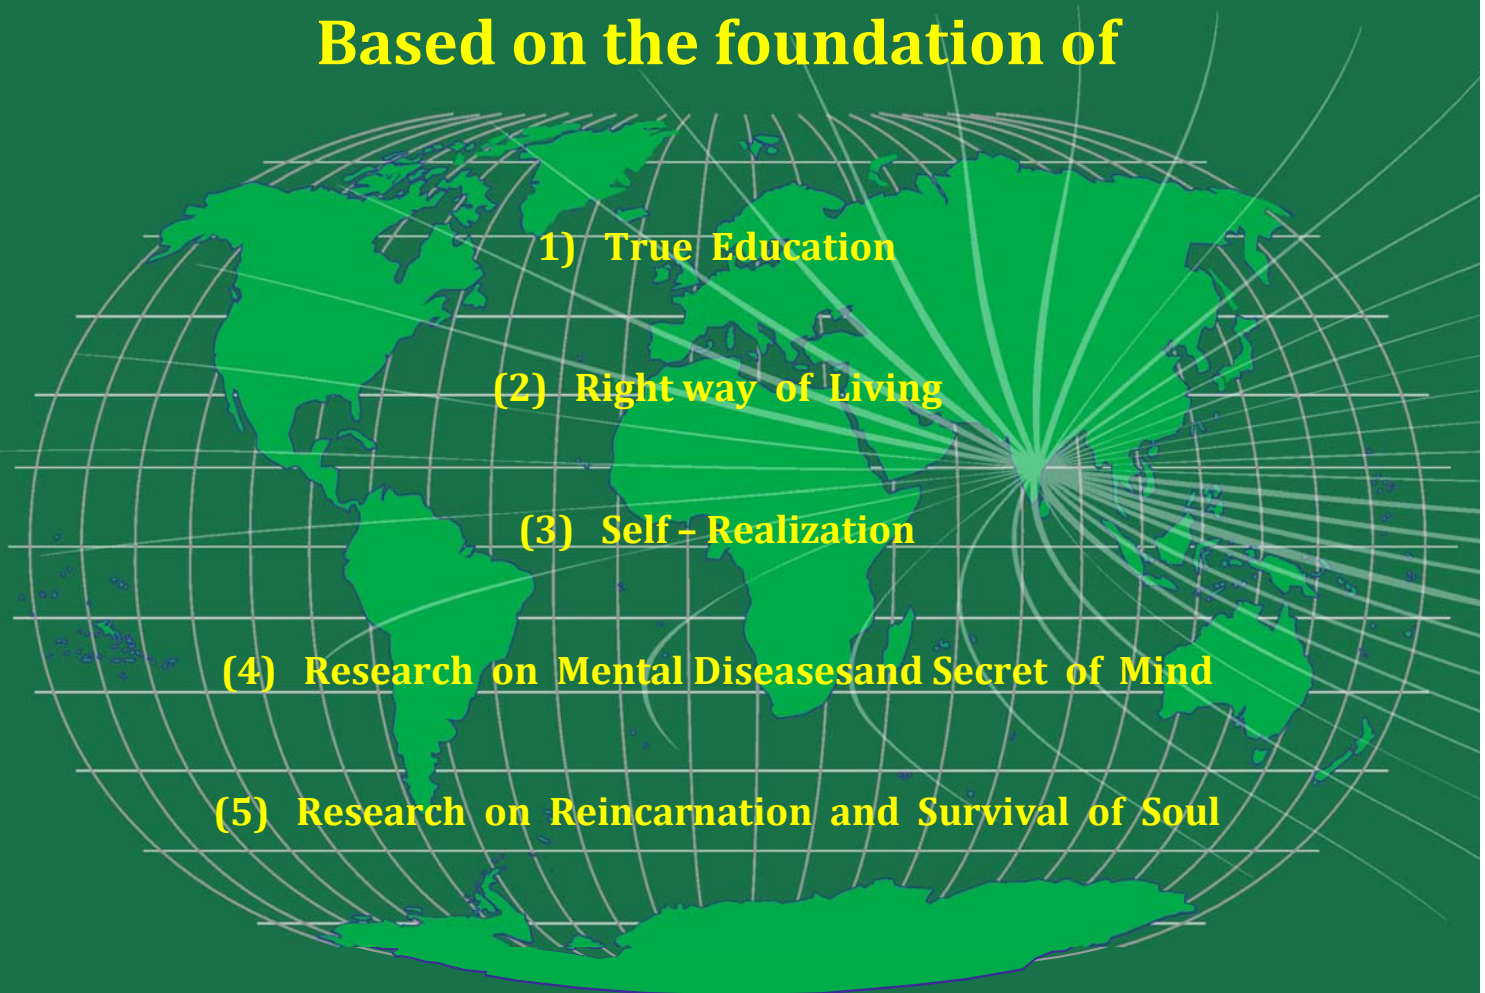 Based on the foundation of
1) True Education
(2) Right way of Living
(3) Self – Realization
(4) Research on Mental Diseasesand Secret of Mind
(5) Research on Reincarnation and Survival of Soul